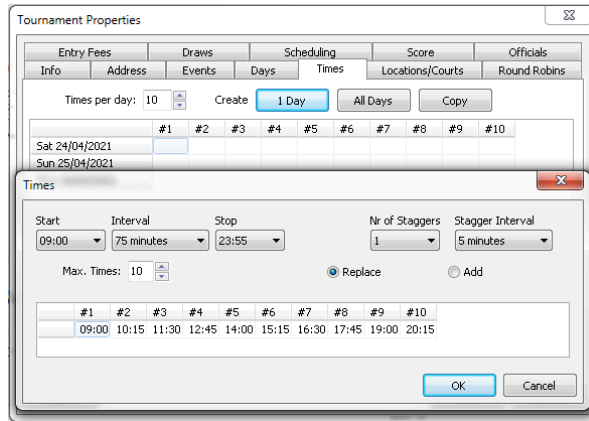 Tournament Properties
Entry Fees Draws Scheduling Score Officials
Info Address Events Days Times Locations/Courts Round Robins
Times per day: 10 Create 1 Day All Days Copy
#1 #2 #3 #4 #5 #6 #7 #8 #9 #10
Sat 24/04/2021
Sun 25/04/2021
Times
Start Interval Stop Nr of Staggers Stagger Interval
09:00 75 minutes 23:55 1 5 minutes
Max. Times: 10 Replace Add
#1 #2 #3 #4 #5 #6 #7 #8 #9 #10
09:00 10:15 11:30 12:45 14:00 15:15 16:30 17:45 19:00 20:15
OK Cancel